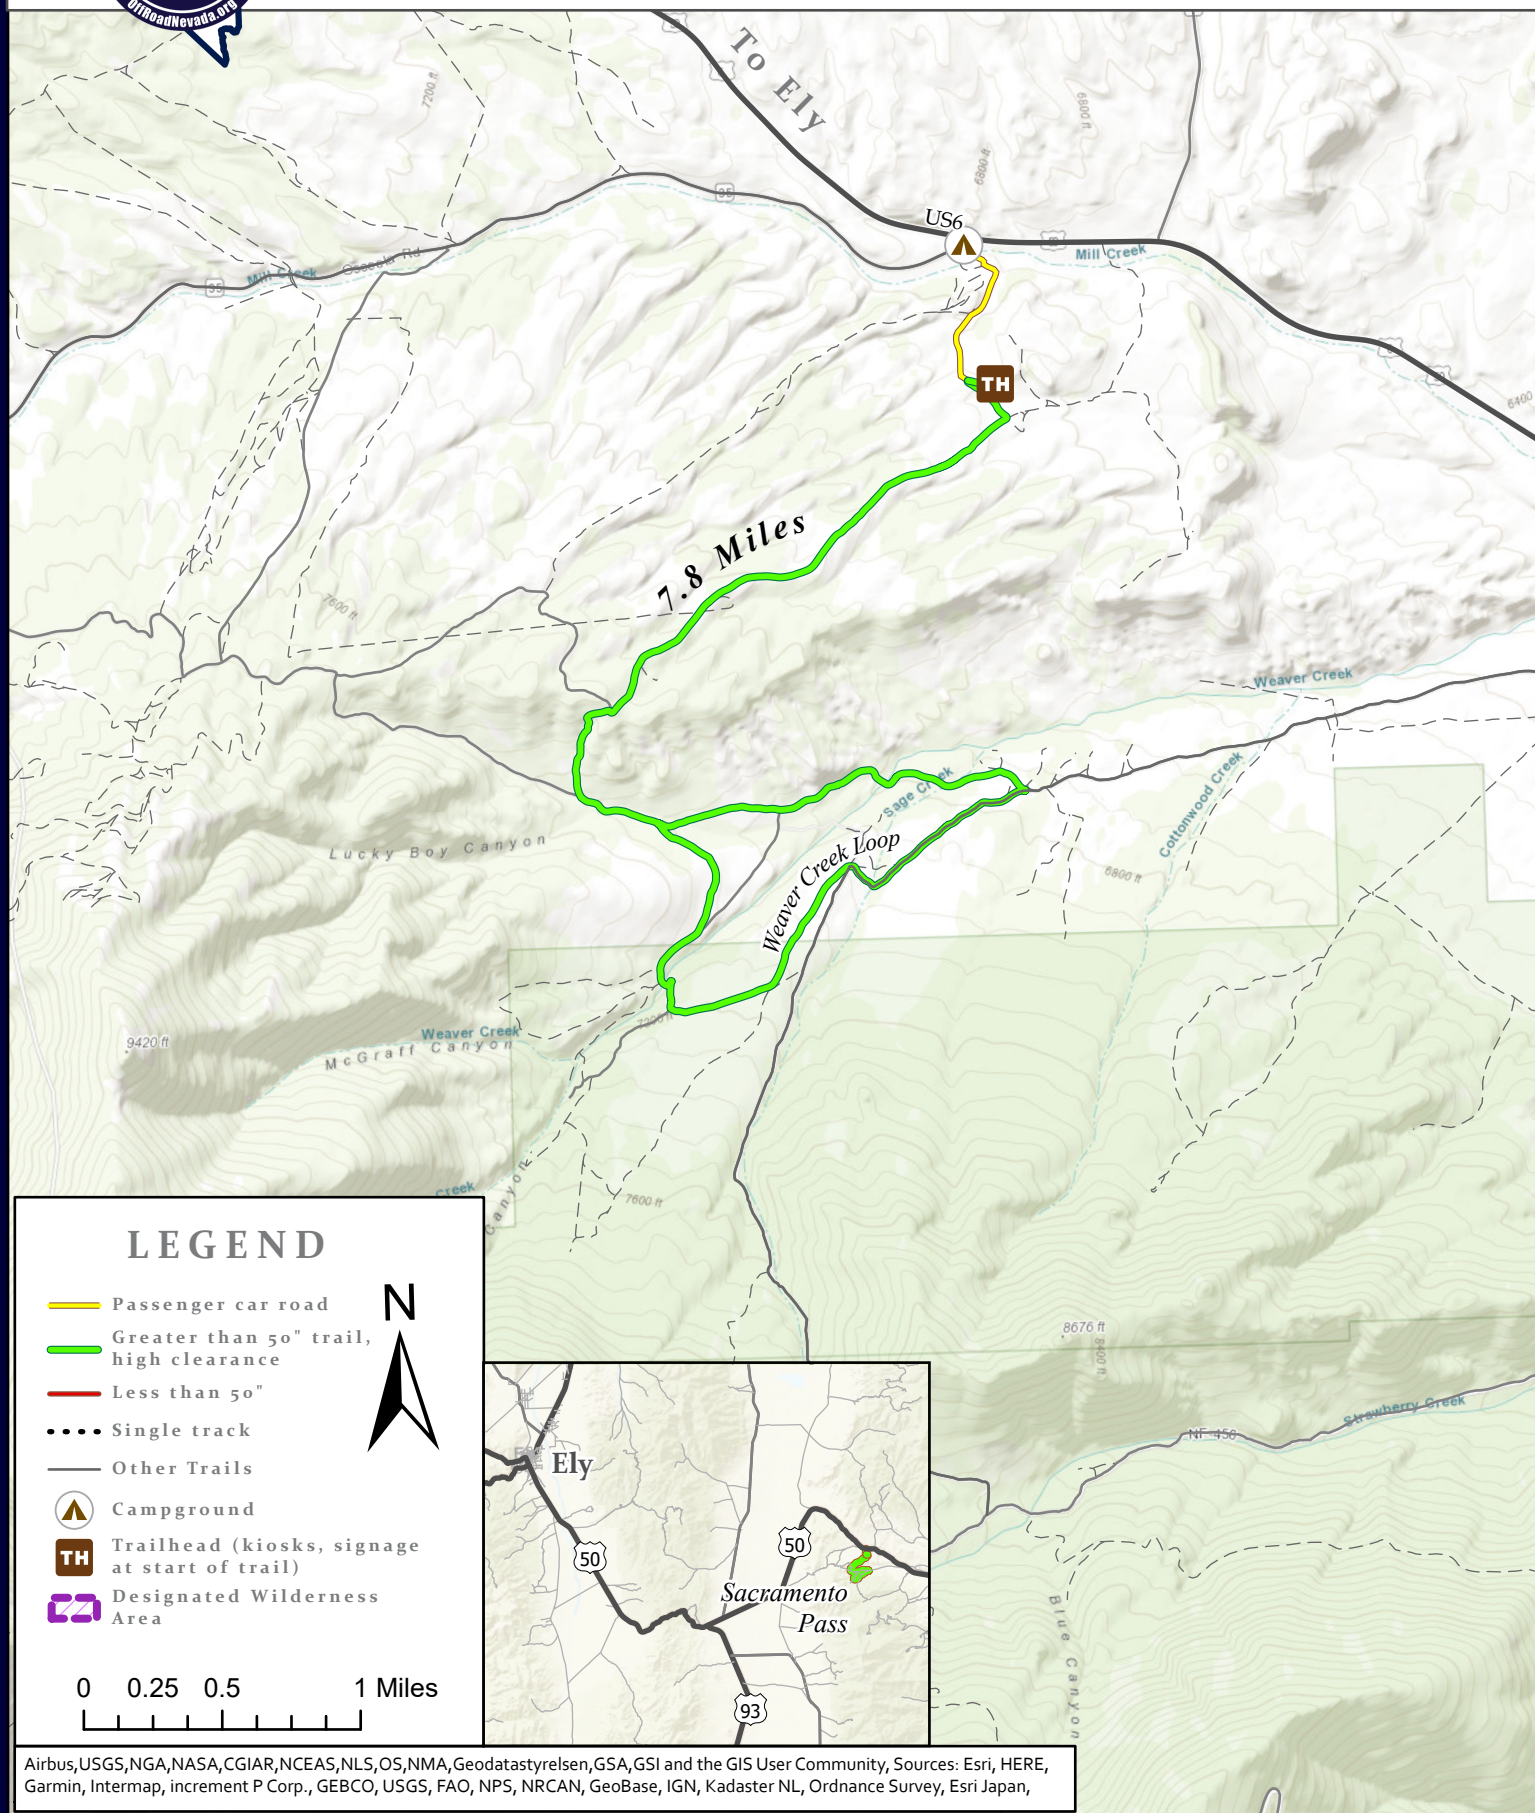 OffRoadNevada.org
To Ely
7200 ft
6800 ft
6800 ft
US6
Mill Creek
Mill Creek
Osceola Rd
35
35
TH
6400
7.8 Miles
7600 ft
Weaver Creek
Sage Creek
Cottonwood Creek
Weaver Creek Loop
Lucky Boy Canyon
6800 ft
9420 ft
Weaver Creek
McGraff Canyon
7200 ft
Creek
Canyon
7600 ft
8676 ft
8400 ft
Strawberry Creek
NF-456
Blue Canyon
LEGEND
N
Passenger car road
Greater than 50" trail,
high clearance
Less than 50"
Single track
Other Trails
Campground
TH
Trailhead (kiosks, signage
at start of trail)
Designated Wilderness
Area
0 0.25 0.5 1 Miles
Ely
50
50
Sacramento
Pass
93
Airbus,USGS,NGA,NASA,CGIAR,NCEAS,NLS,OS,NMA,Geodatastyrelsen,GSA,GSI and the GIS User Community, Sources: Esri, HERE,
Garmin, Intermap, increment P Corp., GEBCO, USGS, FAO, NPS, NRCAN, GeoBase, IGN, Kadaster NL, Ordnance Survey, Esri Japan,